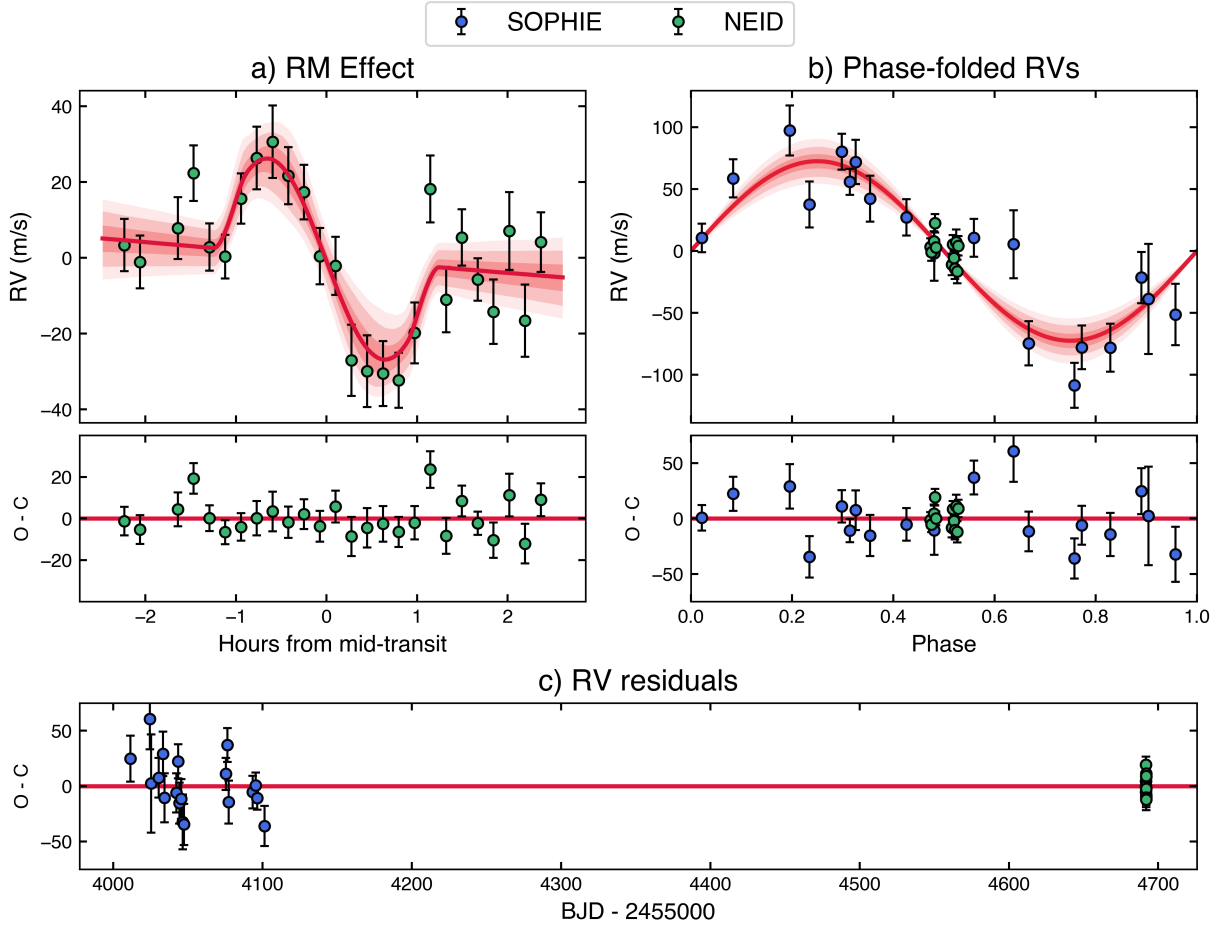 SOPHIE NEID
a) RM Effect
b) Phase-folded RVs
RV (m/s)
40
20
0
−20
−40
RV (m/s)
100
50
0
−50
−100
O - C
20
0
−20
−2 −1 0 1 2
Hours from mid-transit
O - C
50
0
−50
0.0 0.2 0.4 0.6 0.8 1.0
Phase
c) RV residuals
O - C
50
0
−50
4000 4100 4200 4300 4400 4500 4600 4700
BJD - 2455000